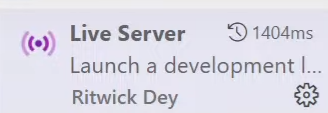 Live Server 1404ms
Launch a development l...
Ritwick Dey